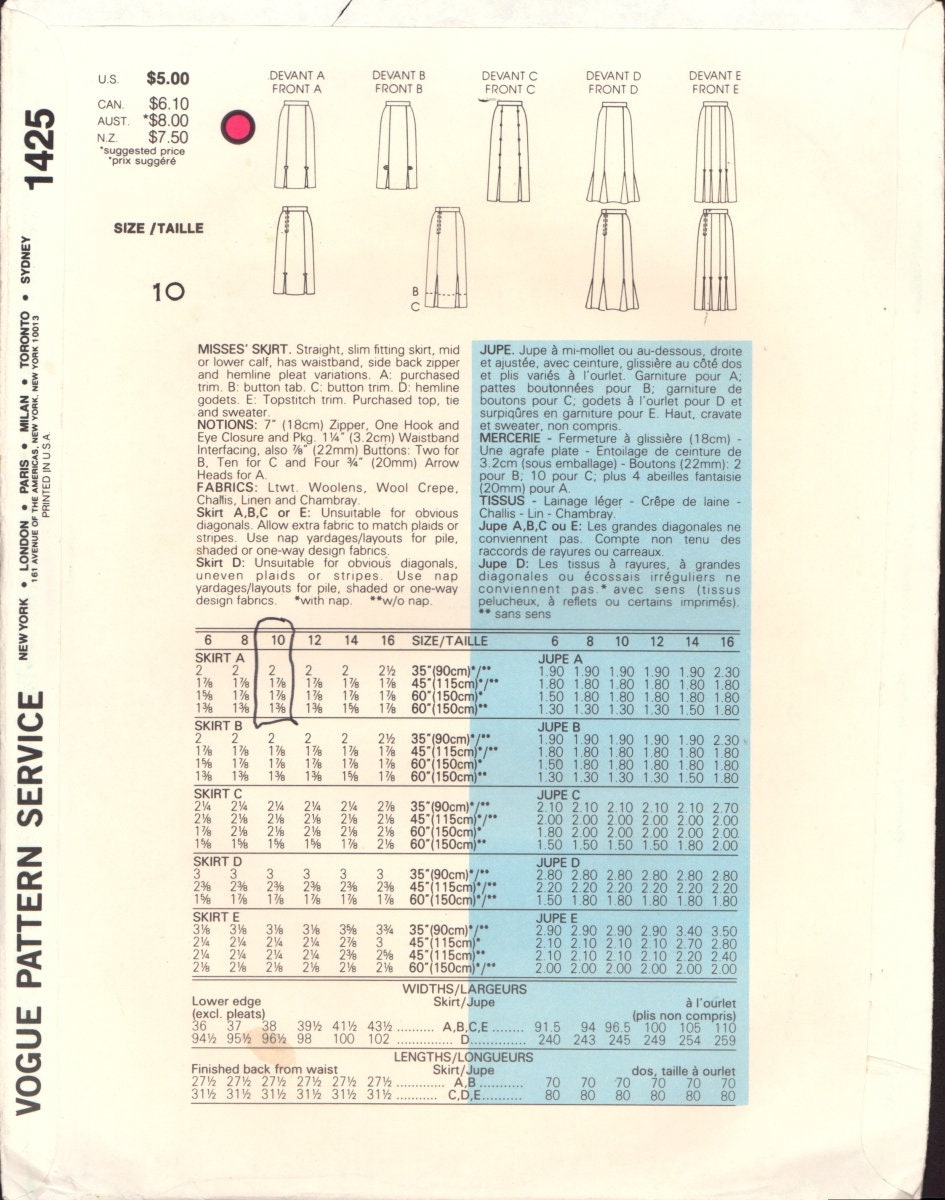 U.S. $5.00
CAN. $6.10
AUST. *$8.00
N.Z. $7.50
*suggested price
*prix suggéré
DEVANT A
FRONT A
DEVANT B
FRONT B
DEVANT C
FRONT C
DEVANT D
FRONT D
DEVANT E
FRONT E
1425
SIZE /TAILLE
10
B
C
NEW YORK • LONDON • PARIS • MILAN • TORONTO • SYDNEY
161 AVENUE OF THE AMERICAS, NEW YORK, NEW YORK 10013
PRINTED IN U.S.A.
VOGUE PATTERN SERVICE
MISSES' SKIRT. Straight, slim fitting skirt, mid
or lower calf, has waistband, side back zipper
and hemline pleat variations. A: purchased
trim. B: button tab. C: button trim. D: hemline
godets. E: Topstitch trim. Purchased top, tie
and sweater.
NOTIONS: 7" (18cm) Zipper, One Hook and
Eye Closure and Pkg. 1¼" (3.2cm) Waistband
Interfacing, also ⅞" (22mm) Buttons: Two for
B, Ten for C and Four ¾" (20mm) Arrow
Heads for A.
FABRICS: Ltwt. Woolens, Wool Crepe,
Challis, Linen and Chambray.
Skirt A,B,C or E: Unsuitable for obvious
diagonals. Allow extra fabric to match plaids or
stripes. Use nap yardages/layouts for pile,
shaded or one-way design fabrics.
Skirt D: Unsuitable for obvious diagonals,
uneven plaids or stripes. Use nap
yardages/layouts for pile, shaded or one-way
design fabrics. *with nap. **w/o nap.
JUPE. Jupe à mi-mollet ou au-dessous, droite
et ajustée, avec ceinture, glissière au côté dos
et plis variés à l'ourlet. Garniture pour A;
pattes boutonnées pour B; garniture de
boutons pour C; godets à l'ourlet pour D et
surpiqûres en garniture pour E. Haut, cravate
et sweater, non compris.
MERCERIE - Fermeture à glissière (18cm) -
Une agrafe plate - Entoilage de ceinture de
3.2cm (sous emballage) - Boutons (22mm): 2
pour B; 10 pour C; plus 4 abeilles fantaisie
(20mm) pour A.
TISSUS - Lainage léger - Crêpe de laine -
Challis - Lin - Chambray.
Jupe A,B,C ou E: Les grandes diagonales ne
conviennent pas. Compte non tenu des
raccords de rayures ou carreaux.
Jupe D: Les tissus à rayures, à grandes
diagonales ou écossais irréguliers ne
conviennent pas.* avec sens (tissus
pelucheux, à reflets ou certains imprimés).
** sans sens
6 8 10 12 14 16 SIZE/TAILLE 6 8 10 12 14 16
SKIRT A JUPE A
2 2 2 2 2 2½ 35"(90cm)*/** 1.90 1.90 1.90 1.90 1.90 2.30
1⅞ 1⅞ 1⅞ 1⅞ 1⅞ 1⅞ 45"(115cm)*/** 1.80 1.80 1.80 1.80 1.80 1.80
1⅝ 1⅞ 1⅞ 1⅞ 1⅞ 1⅞ 60"(150cm)* 1.50 1.80 1.80 1.80 1.80 1.80
1⅜ 1⅜ 1⅜ 1⅜ 1⅝ 1⅞ 60"(150cm)** 1.30 1.30 1.30 1.30 1.50 1.80
SKIRT B JUPE B
2 2 2 2 2 2½ 35"(90cm)*/** 1.90 1.90 1.90 1.90 1.90 2.30
1⅞ 1⅞ 1⅞ 1⅞ 1⅞ 1⅞ 45"(115cm)*/** 1.80 1.80 1.80 1.80 1.80 1.80
1⅝ 1⅞ 1⅞ 1⅞ 1⅞ 1⅞ 60"(150cm)* 1.50 1.80 1.80 1.80 1.80 1.80
1⅜ 1⅜ 1⅜ 1⅜ 1⅝ 1⅞ 60"(150cm)** 1.30 1.30 1.30 1.30 1.50 1.80
SKIRT C JUPE C
2¼ 2¼ 2¼ 2¼ 2¼ 2⅞ 35"(90cm)*/** 2.10 2.10 2.10 2.10 2.10 2.70
2⅛ 2⅛ 2⅛ 2⅛ 2⅛ 2⅛ 45"(115cm)*/** 2.00 2.00 2.00 2.00 2.00 2.00
1⅞ 2⅛ 2⅛ 2⅛ 2⅛ 2⅛ 60"(150cm)* 1.80 2.00 2.00 2.00 2.00 2.00
1⅝ 1⅝ 1⅝ 1⅝ 1⅞ 2⅛ 60"(150cm)** 1.50 1.50 1.50 1.50 1.80 2.00
SKIRT D JUPE D
3 3 3 3 3 3 35"(90cm)*/** 2.80 2.80 2.80 2.80 2.80 2.80
2⅜ 2⅜ 2⅜ 2⅜ 2⅜ 2⅜ 45"(115cm)*/** 2.20 2.20 2.20 2.20 2.20 2.20
1⅝ 1⅞ 1⅞ 1⅞ 1⅞ 1⅞ 60"(150cm)*/** 1.50 1.80 1.80 1.80 1.80 1.80
SKIRT E JUPE E
3⅛ 3⅛ 3⅛ 3⅛ 3⅝ 3¾ 35"(90cm)*/** 2.90 2.90 2.90 2.90 3.40 3.50
2¼ 2¼ 2¼ 2¼ 2⅞ 3 45"(115cm)* 2.10 2.10 2.10 2.10 2.70 2.80
2¼ 2¼ 2¼ 2¼ 2⅜ 2⅝ 45"(115cm)** 2.10 2.10 2.10 2.10 2.20 2.40
2⅛ 2⅛ 2⅛ 2⅛ 2⅛ 2⅛ 60"(150cm)*/** 2.00 2.00 2.00 2.00 2.00 2.00
WIDTHS/LARGEURS
Lower edge Skirt/Jupe à l'ourlet
(excl. pleats) (plis non compris)
36 37 38 39½ 41½ 43½ .......... A,B,C,E ........ 91.5 94 96.5 100 105 110
94½ 95½ 96½ 98 100 102 ...................... D.................. 240 243 245 249 254 259
LENGTHS/LONGUEURS
Finished back from waist Skirt/Jupe dos, taille à ourlet
27½ 27½ 27½ 27½ 27½ 27½ ............. A,B ........... 70 70 70 70 70 70
31½ 31½ 31½ 31½ 31½ 31½ ........... C,D,E.......... 80 80 80 80 80 80